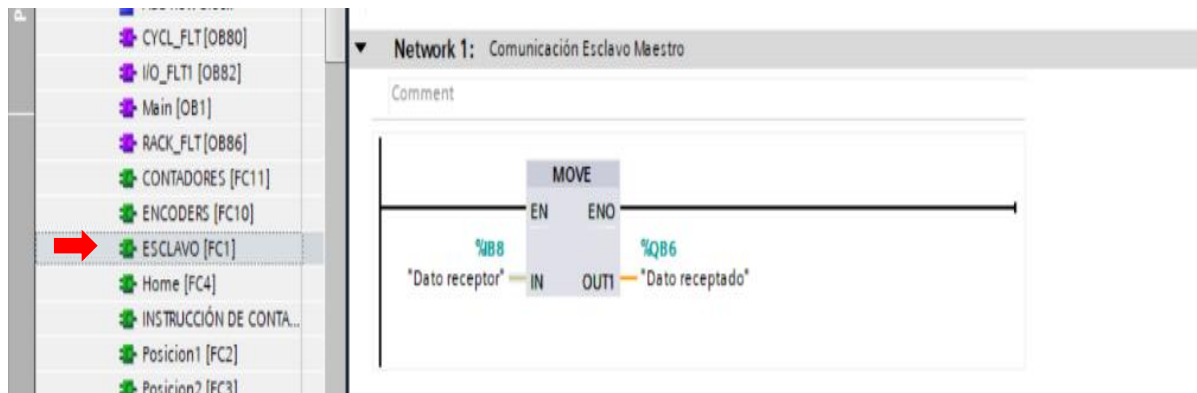 CYCL_FLT [OB80]
I/O_FLT1 [OB82]
Main [OB1]
RACK_FLT [OB86]
CONTADORES [FC11]
ENCODERS [FC10]
ESCLAVO [FC1]
Home [FC4]
INSTRUCCIÓN DE CONTA...
Posicion1 [FC2]
Posicion2 [FC3]
Network 1: Comunicación Esclavo Maestro
Comment
MOVE
EN ENO
%IB8 %QB6
"Dato receptor" IN OUT1 "Dato receptado"